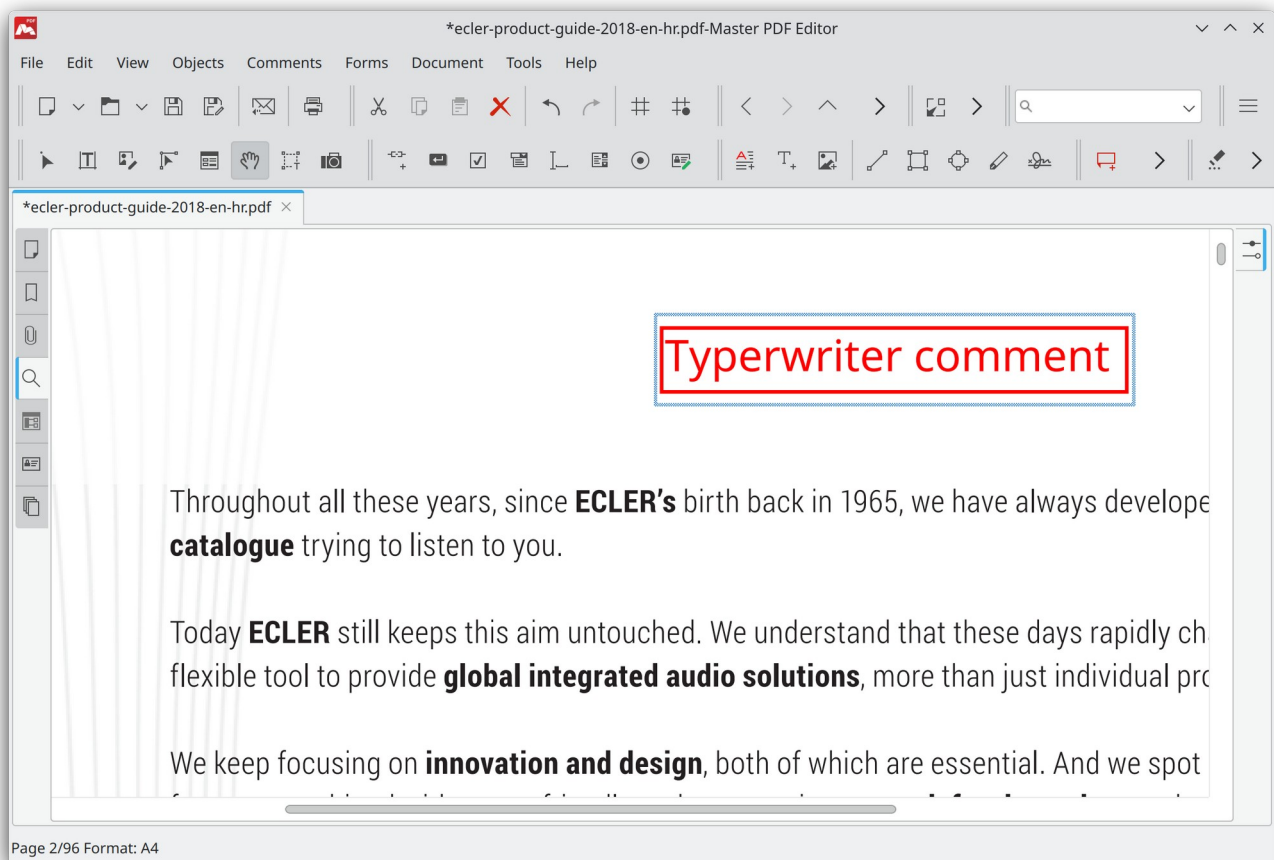 *ecler-product-guide-2018-en-hr.pdf-Master PDF Editor
File Edit View Objects Comments Forms Document Tools Help
*ecler-product-guide-2018-en-hr.pdf
Typerwriter comment
Throughout all these years, since ECLER’s birth back in 1965, we have always develope
catalogue trying to listen to you.
Today ECLER still keeps this aim untouched. We understand that these days rapidly ch
flexible tool to provide global integrated audio solutions, more than just individual pro
We keep focusing on innovation and design, both of which are essential. And we spot
Page 2/96 Format: A4